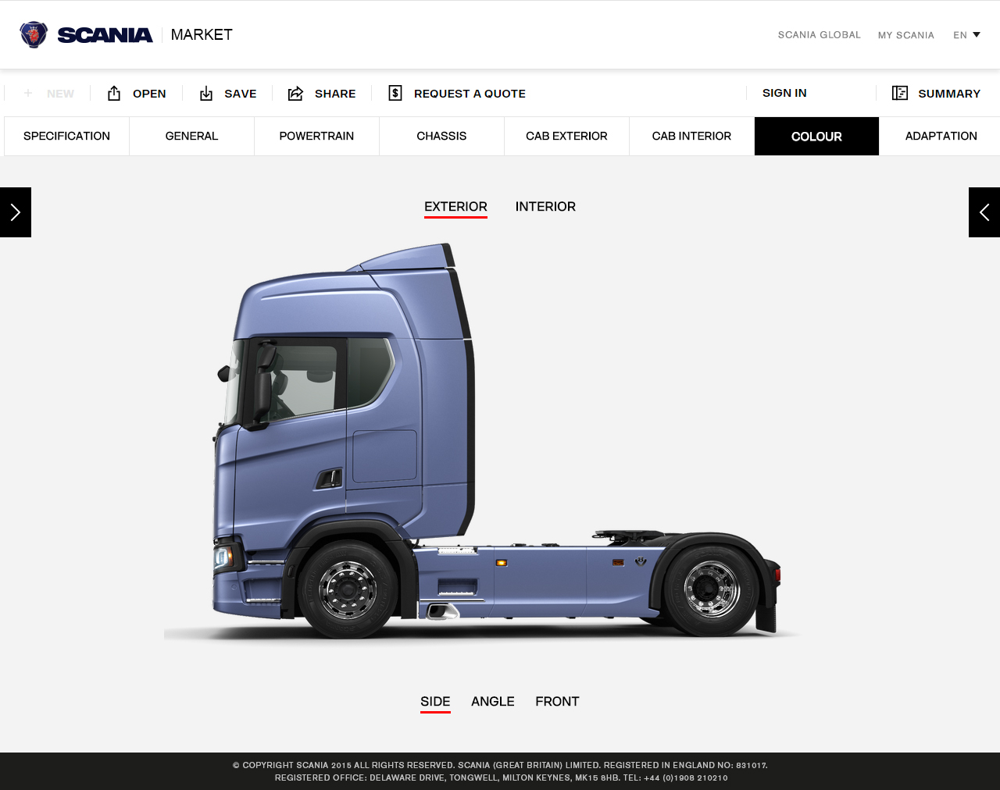 SCANIA MARKET
SCANIA GLOBAL MY SCANIA EN
+ NEW OPEN SAVE SHARE $ REQUEST A QUOTE SIGN IN SUMMARY
SPECIFICATION GENERAL POWERTRAIN CHASSIS CAB EXTERIOR CAB INTERIOR COLOUR ADAPTATION
EXTERIOR INTERIOR
SIDE ANGLE FRONT
© COPYRIGHT SCANIA 2015 ALL RIGHTS RESERVED. SCANIA (GREAT BRITAIN) LIMITED. REGISTERED IN ENGLAND NO: 831017.
REGISTERED OFFICE: DELAWARE DRIVE, TONGWELL, MILTON KEYNES, MK15 8HB. TEL: +44 (0)1908 210210